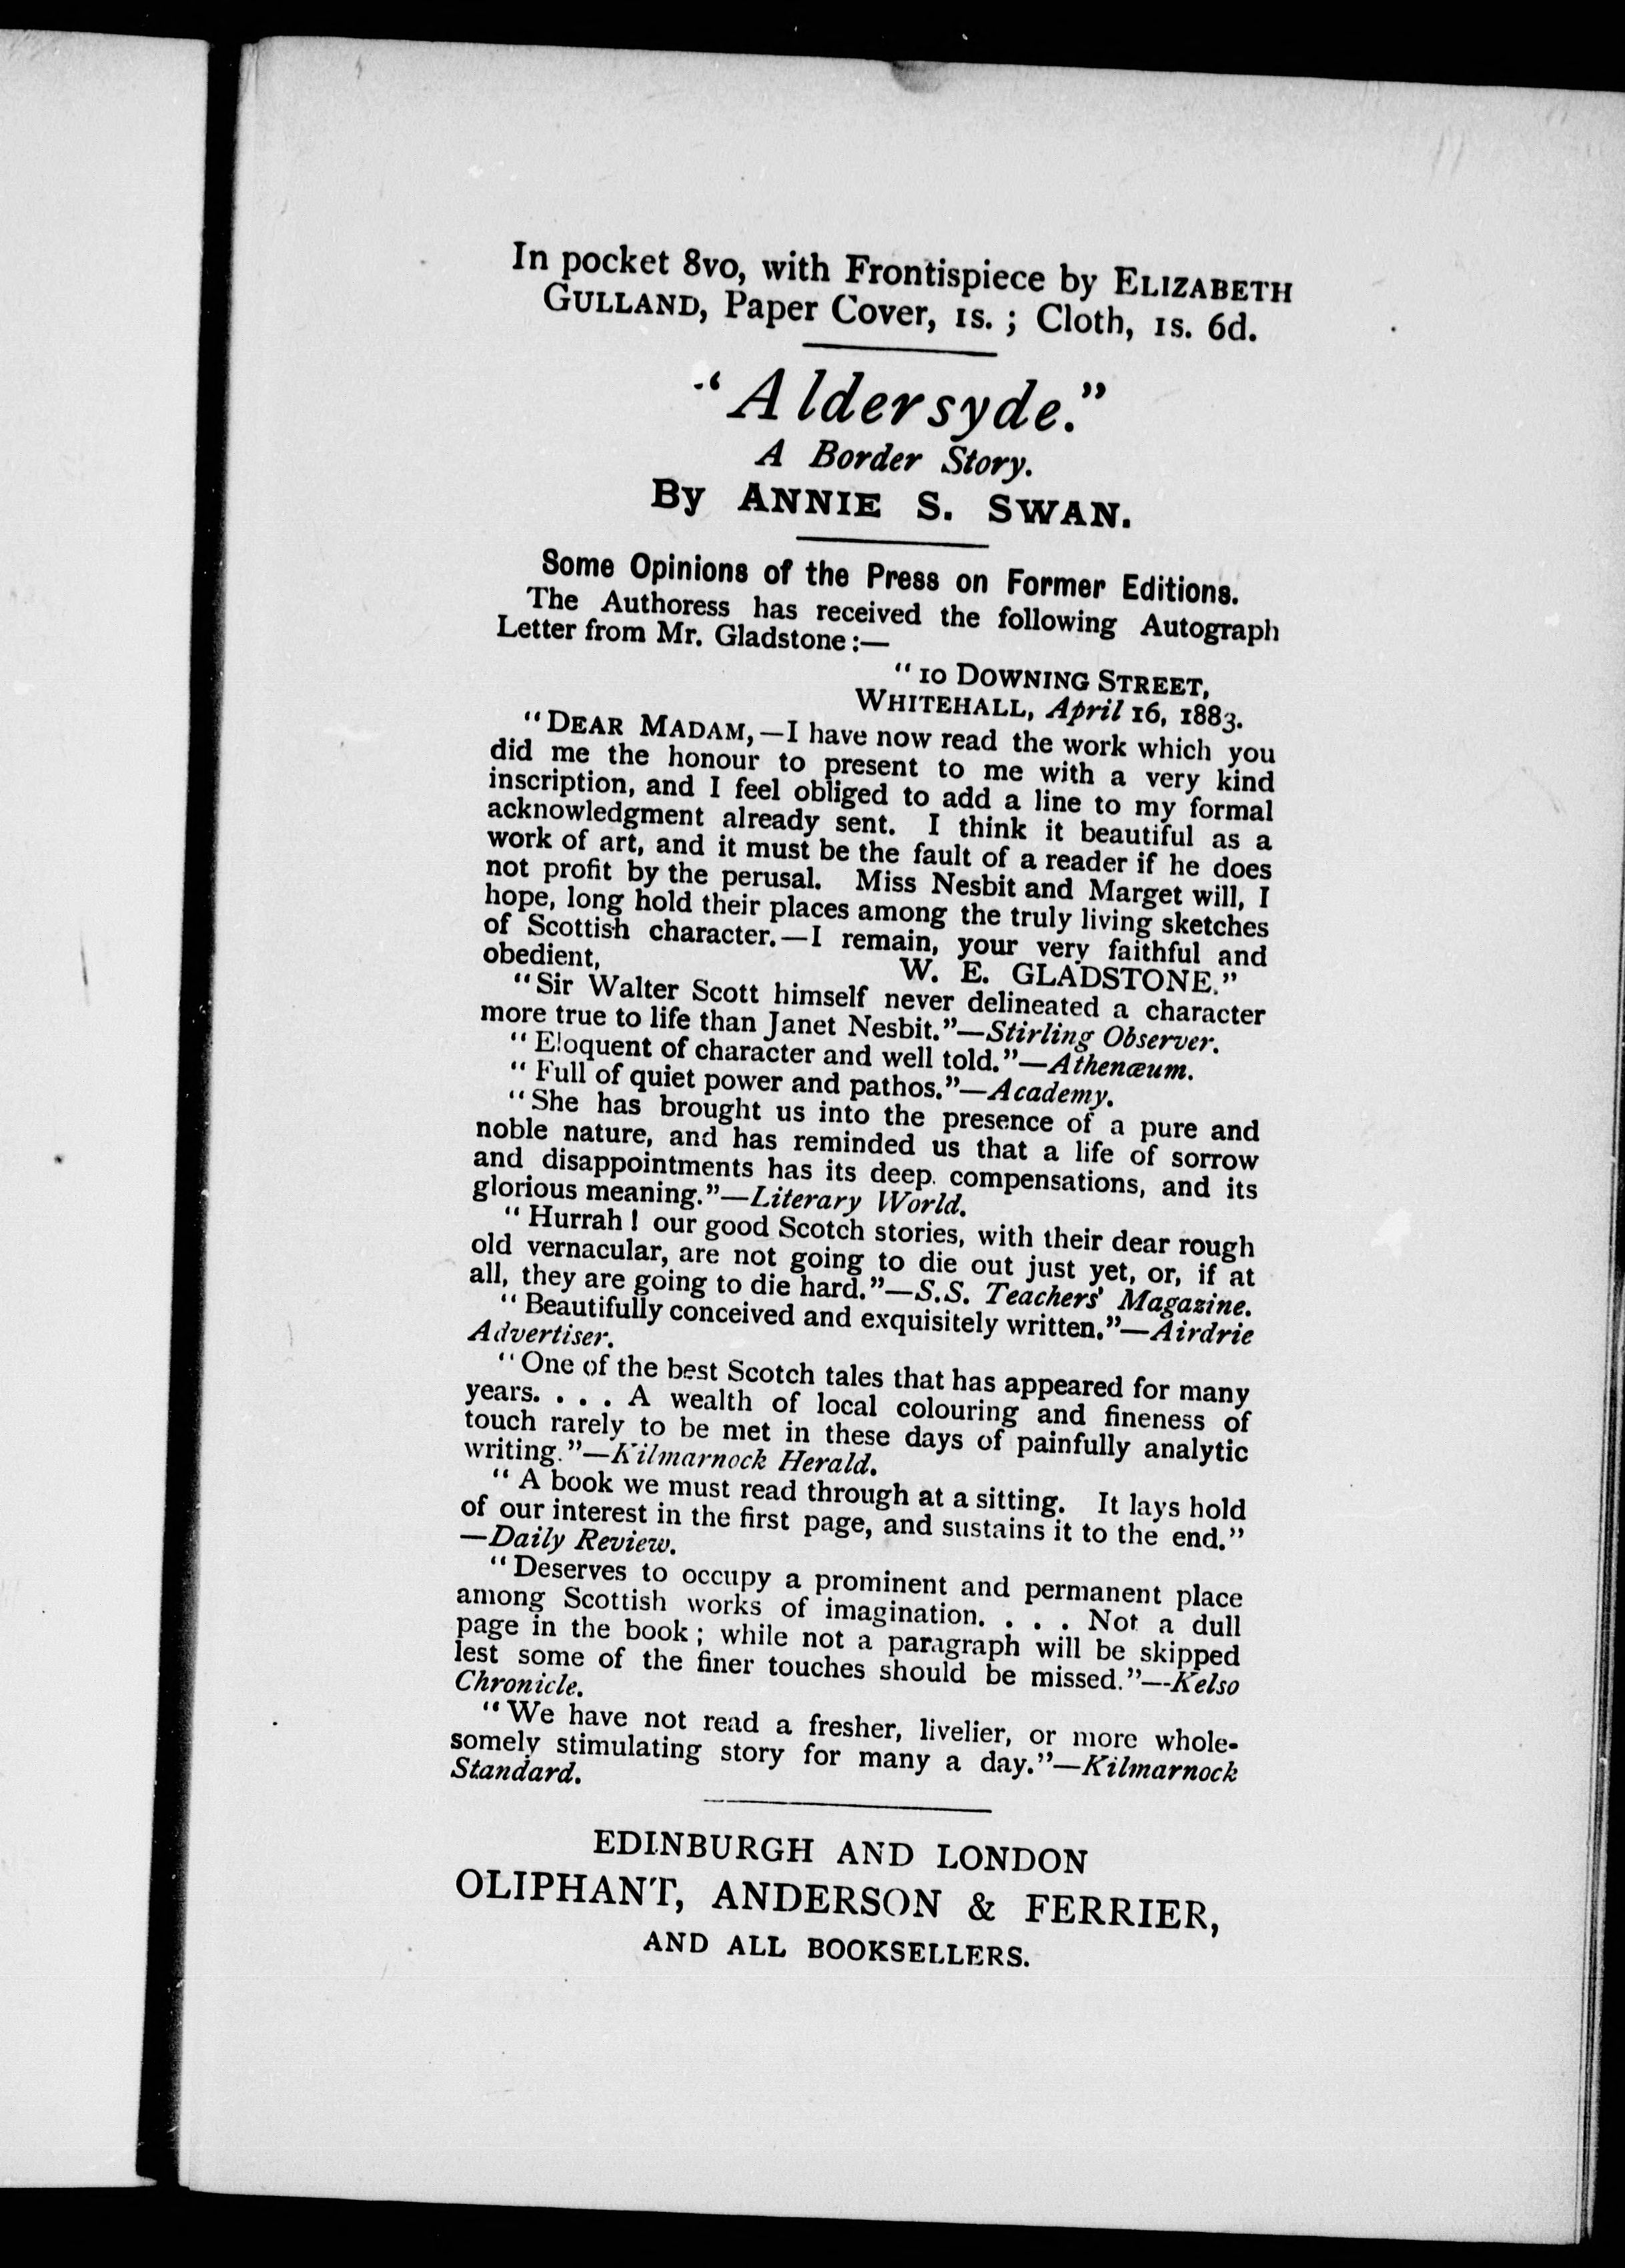 In pocket 8vo, with Frontispiece by ELIZABETH
GULLAND, Paper Cover, 1s. ; Cloth, 1s. 6d.
"Aldersyde."
A Border Story.
By ANNIE S. SWAN.
Some Opinions of the Press on Former Editions.
The Authoress has received the following Autograph
Letter from Mr. Gladstone:—
"10 DOWNING STREET,
WHITEHALL, April 16, 1883.
"DEAR MADAM,—I have now read the work which you
did me the honour to present to me with a very kind
inscription, and I feel obliged to add a line to my formal
acknowledgment already sent. I think it beautiful as a
work of art, and it must be the fault of a reader if he does
not profit by the perusal. Miss Nesbit and Marget will, I
hope, long hold their places among the truly living sketches
of Scottish character.—I remain, your very faithful and
obedient, W. E. GLADSTONE."
"Sir Walter Scott himself never delineated a character
more true to life than Janet Nesbit."—Stirling Observer.
"Eloquent of character and well told."—Athenæum.
"Full of quiet power and pathos."—Academy.
"She has brought us into the presence of a pure and
noble nature, and has reminded us that a life of sorrow
and disappointments has its deep compensations, and its
glorious meaning."—Literary World.
"Hurrah! our good Scotch stories, with their dear rough
old vernacular, are not going to die out just yet, or, if at
all, they are going to die hard."—S.S. Teachers' Magazine.
"Beautifully conceived and exquisitely written."—Airdrie
Advertiser.
"One of the best Scotch tales that has appeared for many
years. . . . A wealth of local colouring and fineness of
touch rarely to be met in these days of painfully analytic
writing."—Kilmarnock Herald.
"A book we must read through at a sitting. It lays hold
of our interest in the first page, and sustains it to the end."
—Daily Review.
"Deserves to occupy a prominent and permanent place
among Scottish works of imagination. . . . Not a dull
page in the book; while not a paragraph will be skipped
lest some of the finer touches should be missed."—Kelso
Chronicle.
"We have not read a fresher, livelier, or more whole-
somely stimulating story for many a day."—Kilmarnock
Standard.
EDINBURGH AND LONDON
OLIPHANT, ANDERSON & FERRIER,
AND ALL BOOKSELLERS.